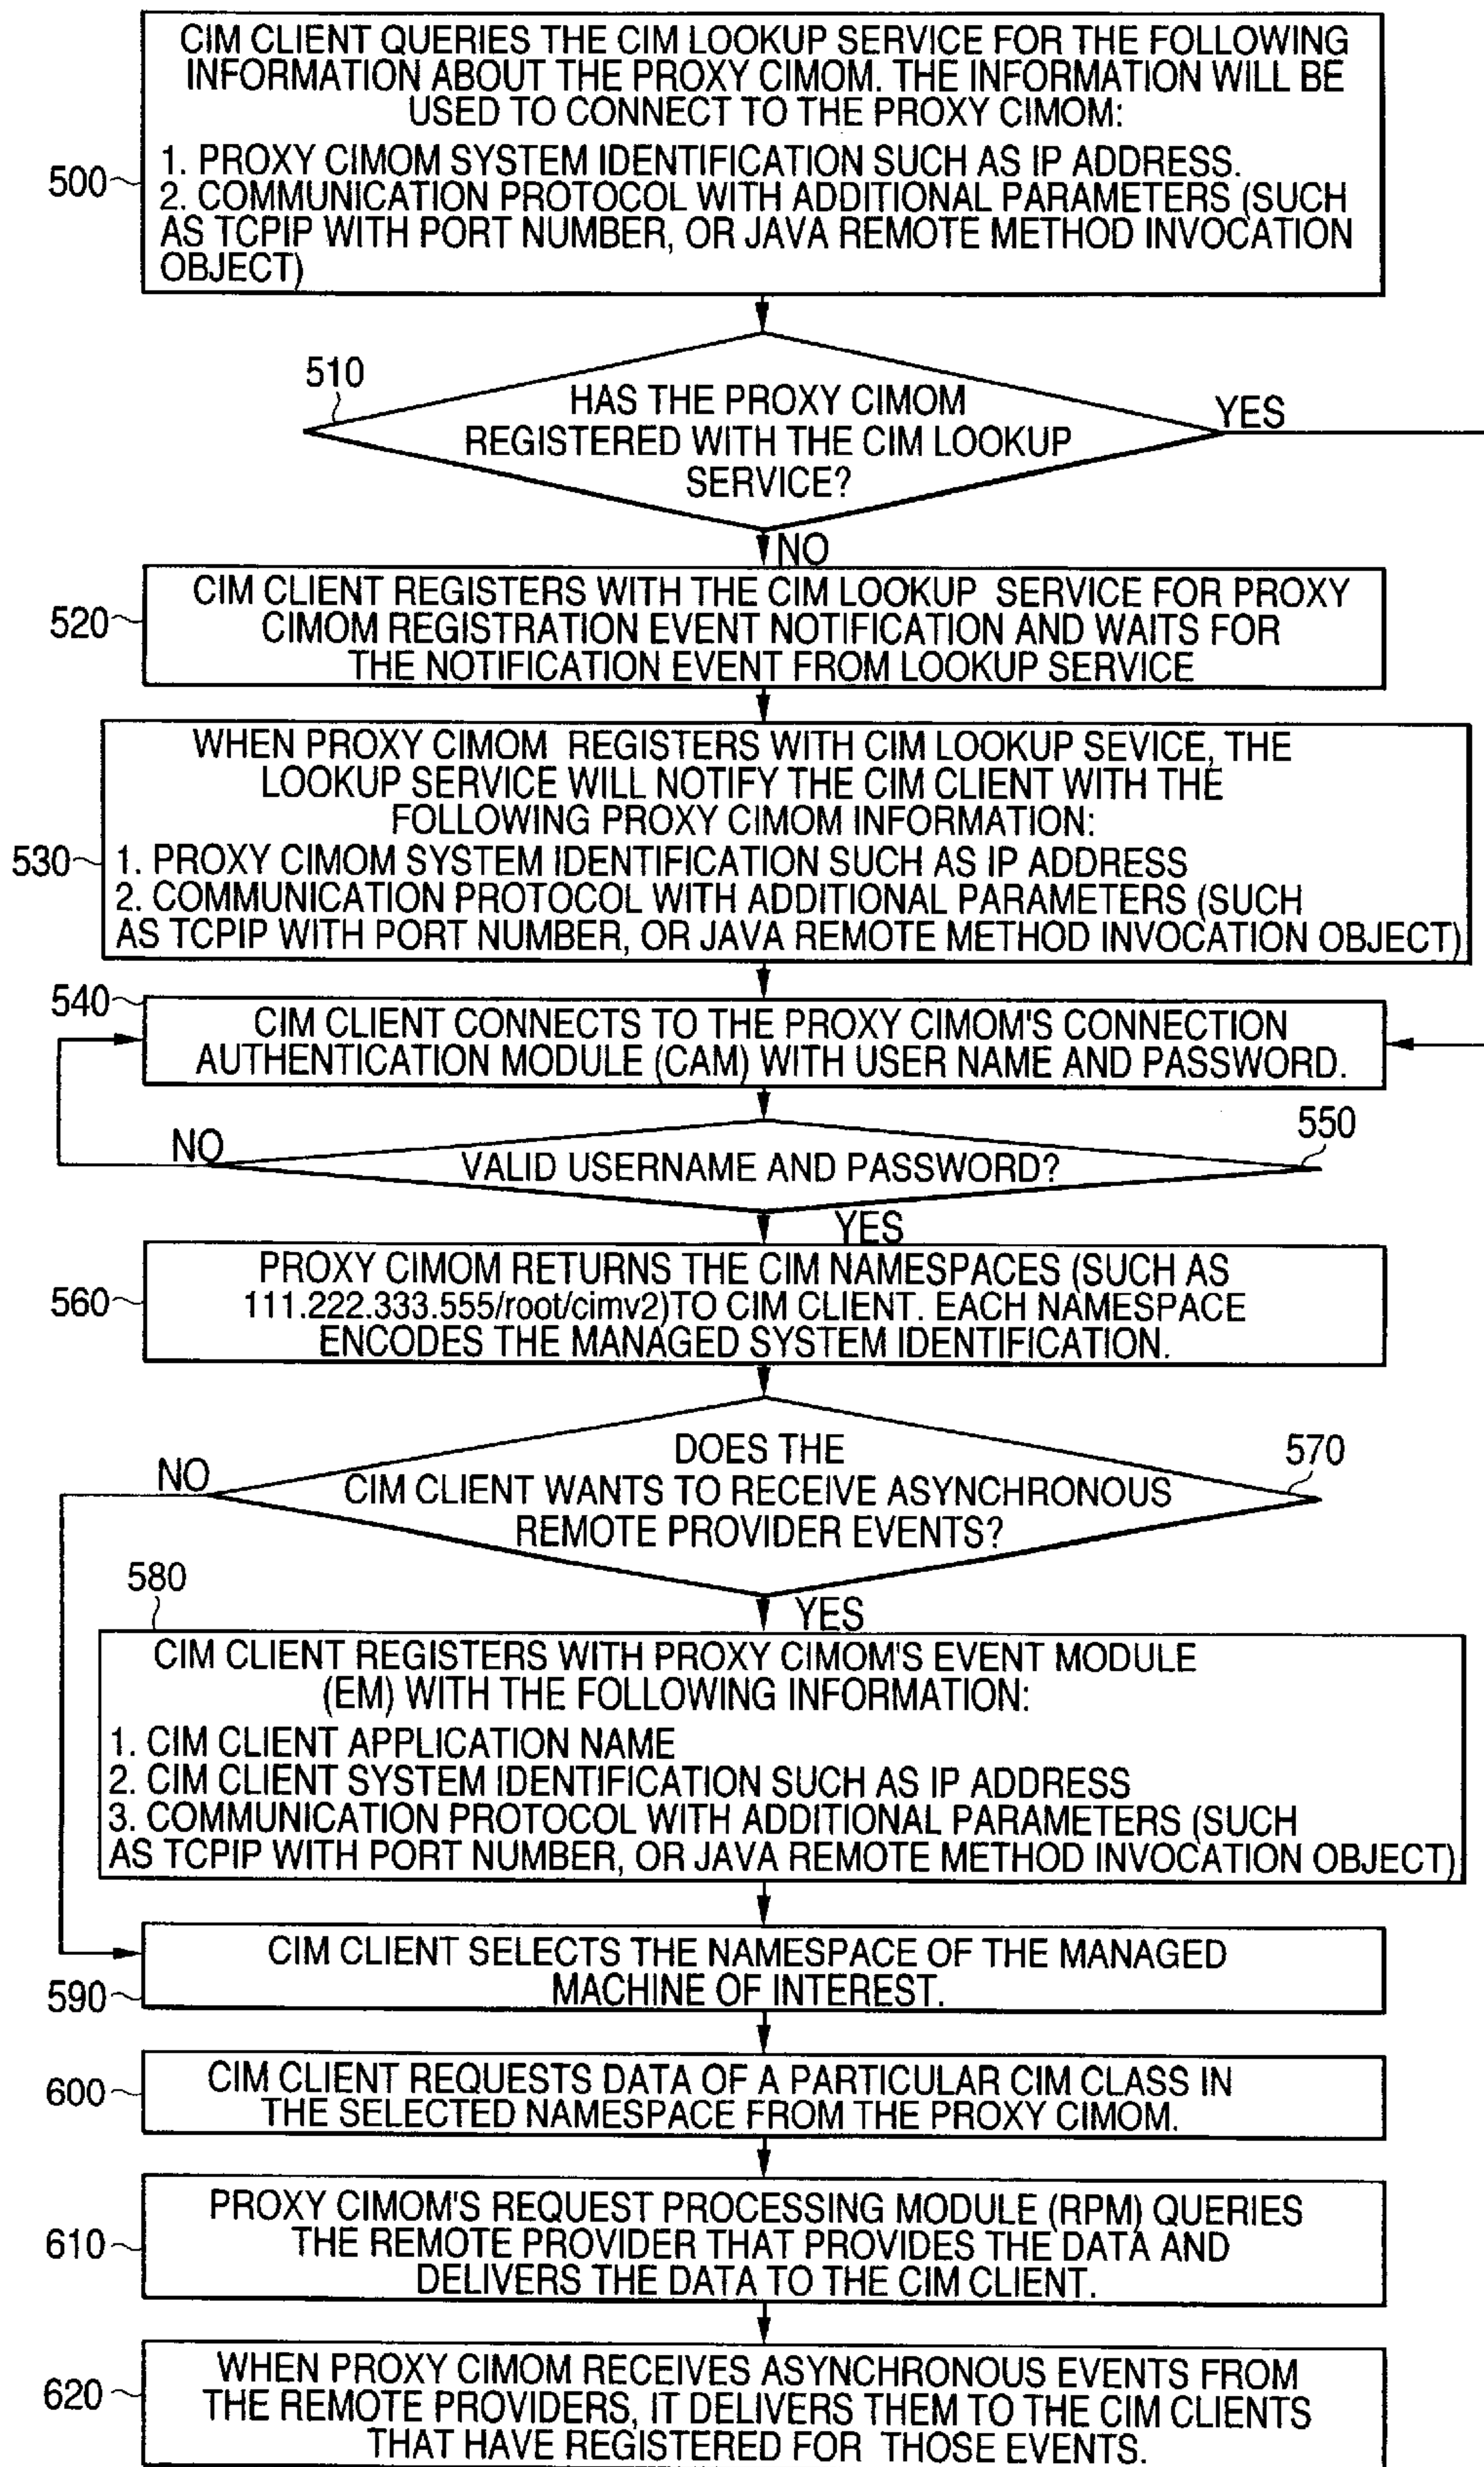 CIM CLIENT QUERIES THE CIM LOOKUP SERVICE FOR THE FOLLOWING
INFORMATION ABOUT THE PROXY CIMOM. THE INFORMATION WILL BE
USED TO CONNECT TO THE PROXY CIMOM:
1. PROXY CIMOM SYSTEM IDENTIFICATION SUCH AS IP ADDRESS.
500
2. COMMUNICATION PROTOCOL WITH ADDITIONAL PARAMETERS (SUCH
AS TCPIP WITH PORT NUMBER, OR JAVA REMOTE METHOD INVOCATION
OBJECT)
510
HAS THE PROXY CIMOM
REGISTERED WITH THE CIM LOOKUP
SERVICE?
YES
NO
CIM CLIENT REGISTERS WITH THE CIM LOOKUP SERVICE FOR PROXY
520
CIMOM REGISTRATION EVENT NOTIFICATION AND WAITS FOR
THE NOTIFICATION EVENT FROM LOOKUP SERVICE
WHEN PROXY CIMOM REGISTERS WITH CIM LOOKUP SEVICE, THE
LOOKUP SERVICE WILL NOTIFY THE CIM CLIENT WITH THE
FOLLOWING PROXY CIMOM INFORMATION:
530
1. PROXY CIMOM SYSTEM IDENTIFICATION SUCH AS IP ADDRESS
2. COMMUNICATION PROTOCOL WITH ADDITIONAL PARAMETERS (SUCH
AS TCPIP WITH PORT NUMBER, OR JAVA REMOTE METHOD INVOCATION OBJECT)
540
CIM CLIENT CONNECTS TO THE PROXY CIMOM'S CONNECTION
AUTHENTICATION MODULE (CAM) WITH USER NAME AND PASSWORD.
550
NO
VALID USERNAME AND PASSWORD?
YES
PROXY CIMOM RETURNS THE CIM NAMESPACES (SUCH AS
560
111.222.333.555/root/cimv2)TO CIM CLIENT. EACH NAMESPACE
ENCODES THE MANAGED SYSTEM IDENTIFICATION.
570
NO
DOES THE
CIM CLIENT WANTS TO RECEIVE ASYNCHRONOUS
REMOTE PROVIDER EVENTS?
580
YES
CIM CLIENT REGISTERS WITH PROXY CIMOM'S EVENT MODULE
(EM) WITH THE FOLLOWING INFORMATION:
1. CIM CLIENT APPLICATION NAME
2. CIM CLIENT SYSTEM IDENTIFICATION SUCH AS IP ADDRESS
3. COMMUNICATION PROTOCOL WITH ADDITIONAL PARAMETERS (SUCH
AS TCPIP WITH PORT NUMBER, OR JAVA REMOTE METHOD INVOCATION OBJECT)
CIM CLIENT SELECTS THE NAMESPACE OF THE MANAGED
MACHINE OF INTEREST.
590
CIM CLIENT REQUESTS DATA OF A PARTICULAR CIM CLASS IN
600
THE SELECTED NAMESPACE FROM THE PROXY CIMOM.
PROXY CIMOM'S REQUEST PROCESSING MODULE (RPM) QUERIES
610
THE REMOTE PROVIDER THAT PROVIDES THE DATA AND
DELIVERS THE DATA TO THE CIM CLIENT.
WHEN PROXY CIMOM RECEIVES ASYNCHRONOUS EVENTS FROM
620
THE REMOTE PROVIDERS, IT DELIVERS THEM TO THE CIM CLIENTS
THAT HAVE REGISTERED FOR THOSE EVENTS.